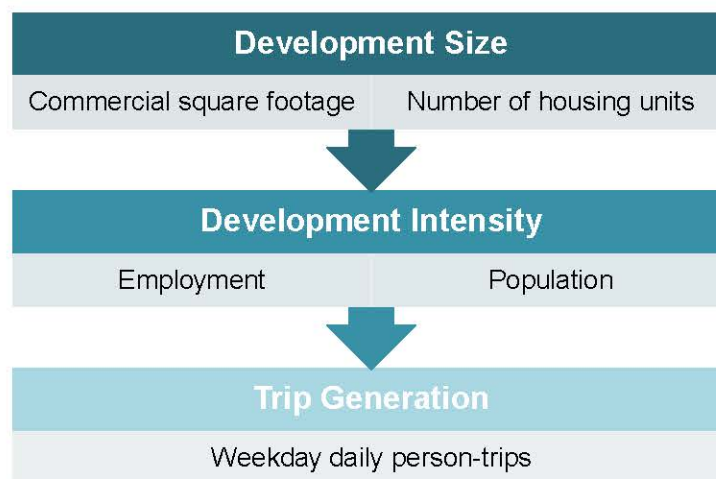 Development Size
Commercial square footage
Number of housing units
Development Intensity
Employment
Population
Trip Generation
Weekday daily person-trips